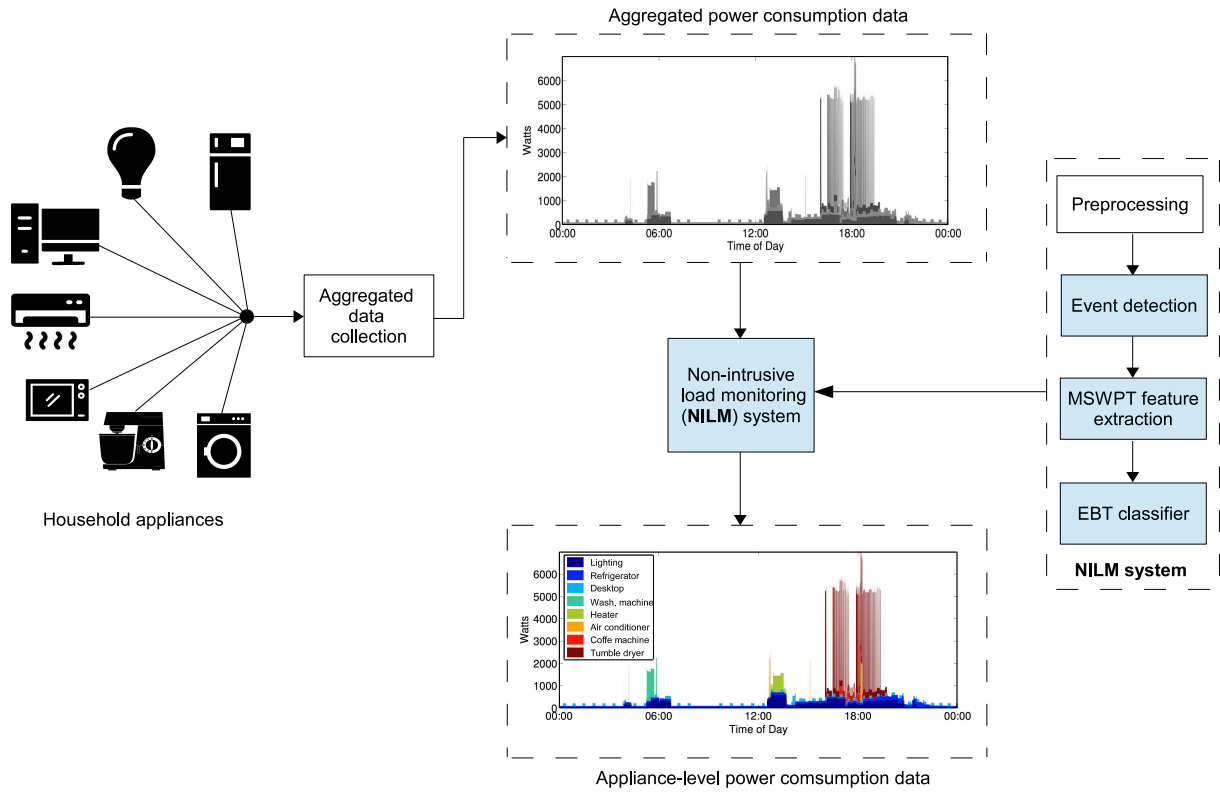 Aggregated power consumption data
6000
5000
4000
3000
2000
1000
0
Watts
00:00
06:00
12:00
18:00
00:00
Time of Day
Household appliances
Aggregated
data
collection
Non-intrusive
load monitoring
(NILM) system
Preprocessing
Event detection
MSWPT feature
extraction
EBT classifier
NILM system
6000
5000
4000
3000
2000
1000
0
Watts
Lighting
Refrigerator
Desktop
Wash. machine
Heater
Air conditioner
Coffe machine
Tumble dryer
00:00
06:00
12:00
18:00
00:00
Time of Day
Appliance-level power comsumption data